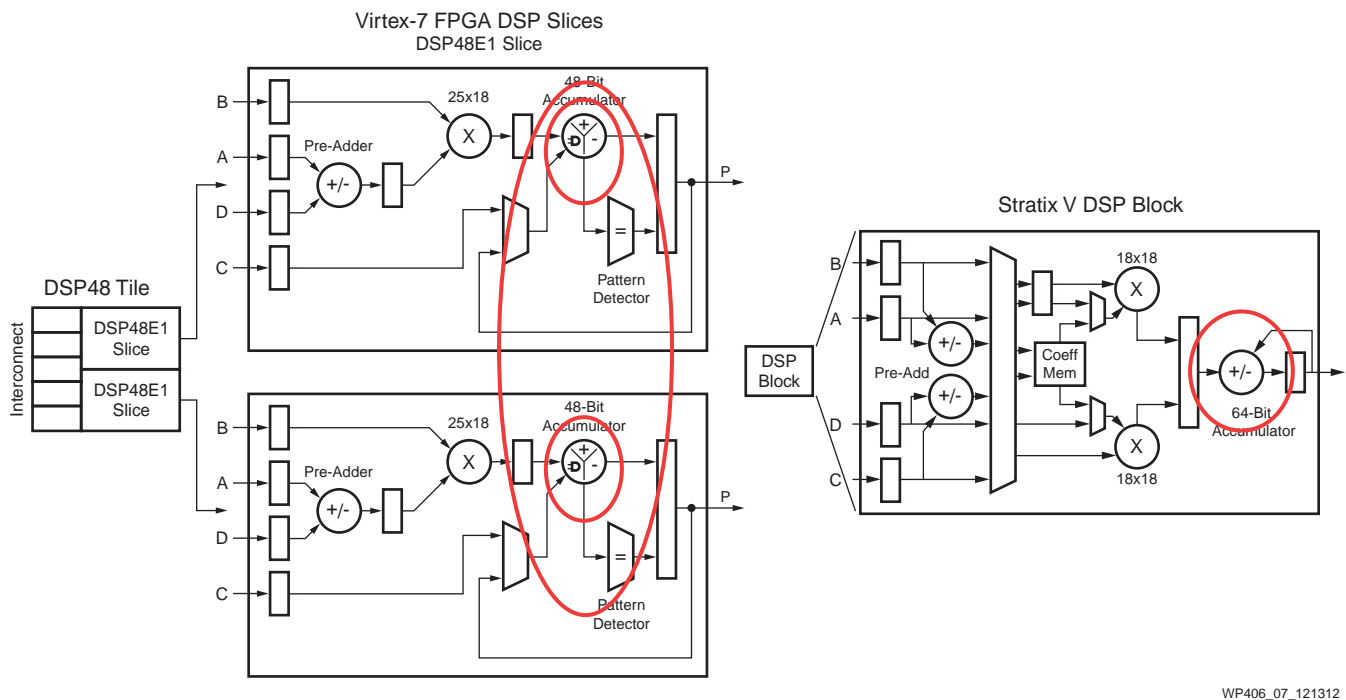 Virtex-7 FPGA DSP Slices
DSP48E1 Slice
48-Bit
Accumulator
B
25x18
X
+
-
A
Pre-Adder
+/-
P
D
C
=
Pattern
Detector
DSP48 Tile
Interconnect
DSP48E1
Slice
DSP48E1
Slice
48-Bit
Accumulator
B
25x18
X
+
-
A
Pre-Adder
+/-
P
D
C
=
Pattern
Detector
Stratix V DSP Block
DSP
Block
B
18x18
X
A
+/-
Pre-Add
Coeff
Mem
+/-
+/-
64-Bit
Accumulator
D
X
18x18
C
WP406_07_121312